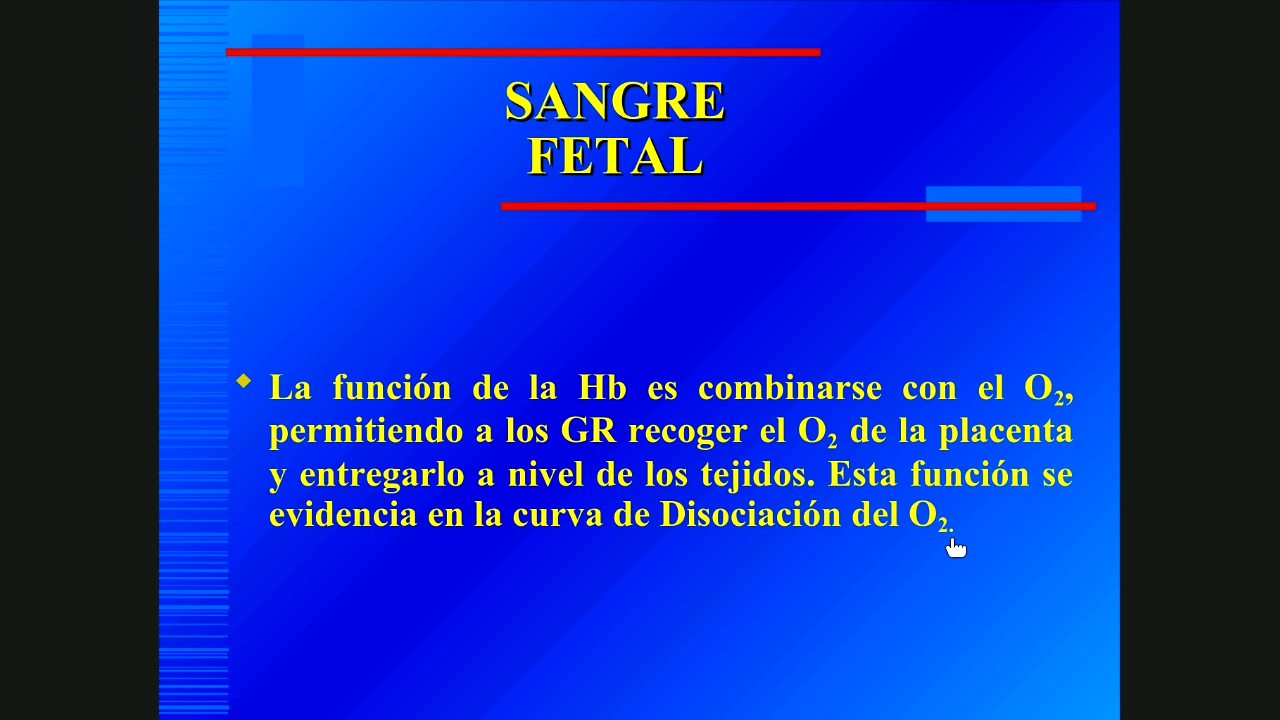 SANGRE
FETAL
La función de la Hb es combinarse con el O₂,
permitiendo a los GR recoger el O₂ de la placenta
y entregarlo a nivel de los tejidos. Esta función se
evidencia en la curva de Disociación del O₂.